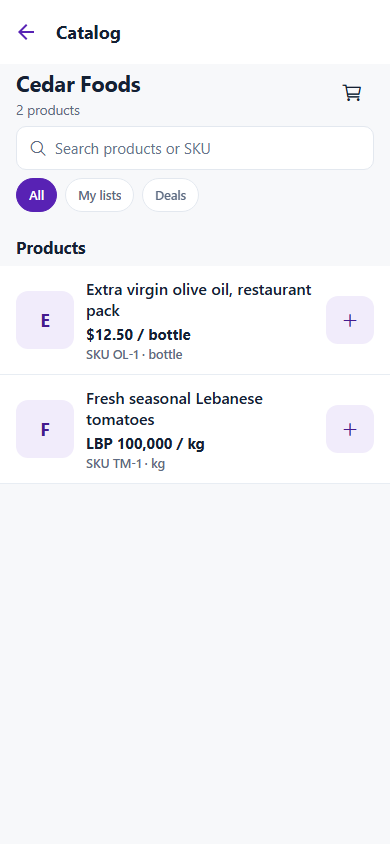 Catalog
Cedar Foods
2 products
Search products or SKU
All
My lists
Deals
Products
E
Extra virgin olive oil, restaurant
pack
$12.50 / bottle
SKU OL-1 · bottle
F
Fresh seasonal Lebanese
tomatoes
LBP 100,000 / kg
SKU TM-1 · kg